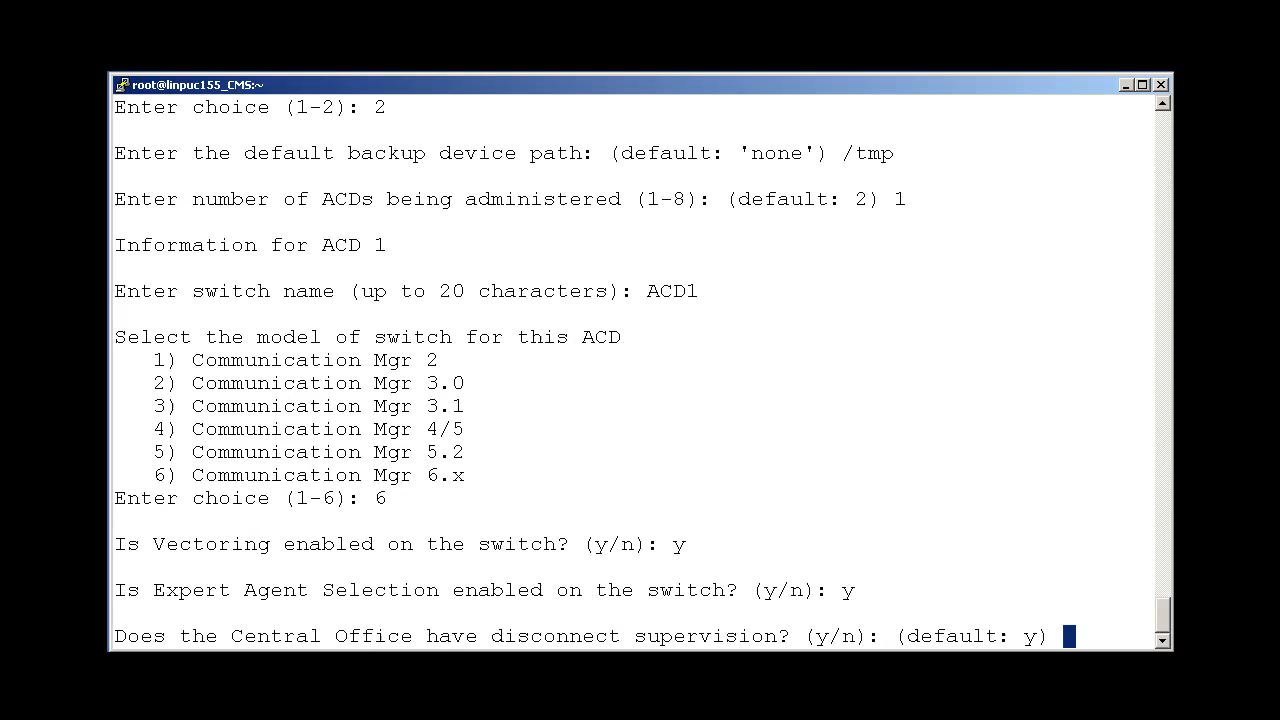 root@linpuc155_CMS:~
Enter choice (1-2): 2
Enter the default backup device path: (default: 'none') /tmp
Enter number of ACDs being administered (1-8): (default: 2) 1
Information for ACD 1
Enter switch name (up to 20 characters): ACD1
Select the model of switch for this ACD
1) Communication Mgr 2
2) Communication Mgr 3.0
3) Communication Mgr 3.1
4) Communication Mgr 4/5
5) Communication Mgr 5.2
6) Communication Mgr 6.x
Enter choice (1-6): 6
Is Vectoring enabled on the switch? (y/n): y
Is Expert Agent Selection enabled on the switch? (y/n): y
Does the Central Office have disconnect supervision? (y/n): (default: y)